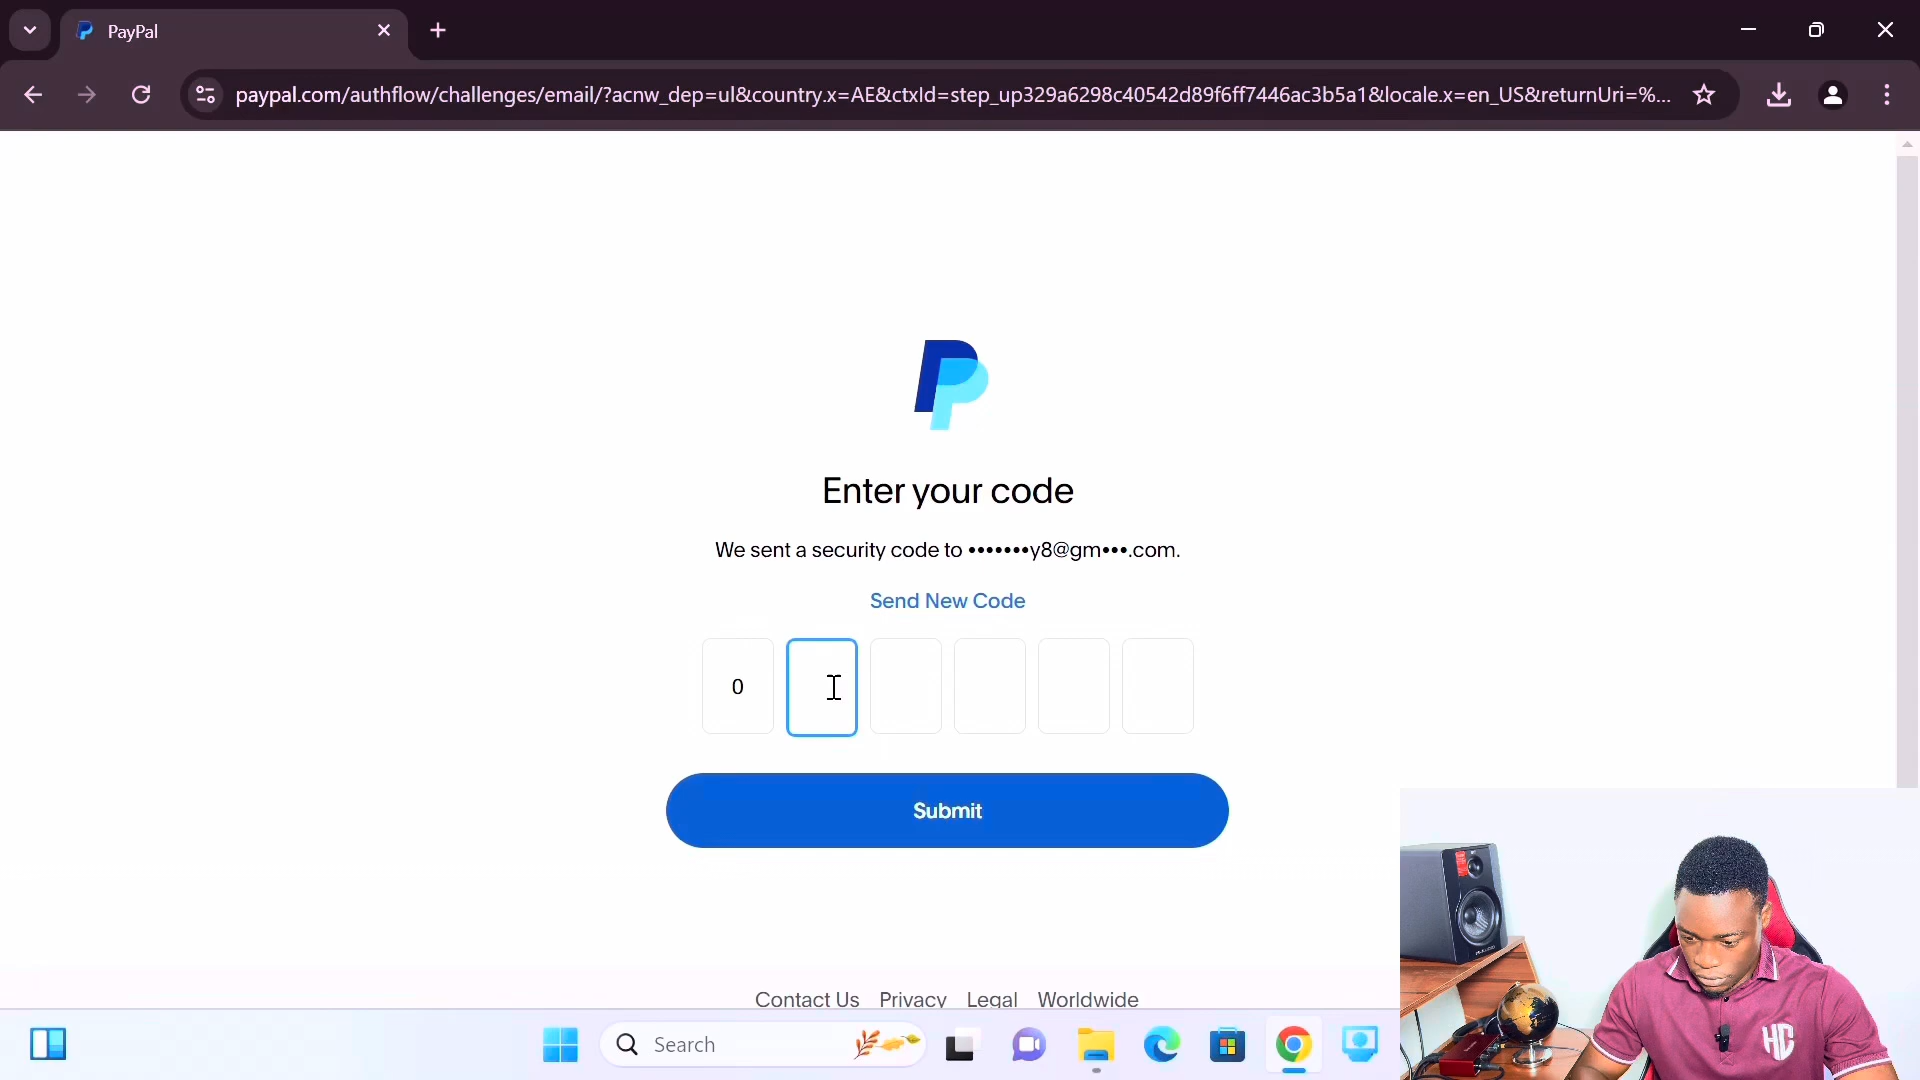 PayPal
paypal.com/authflow/challenges/email/?acnw_dep=ul&country.x=AE&ctxId=step_up329a6298c40542d89f6ff7446ac3b5a1&locale.x=en_US&returnUri=%...
Enter your code
We sent a security code to •••••••y8@gm•••.com.
Send New Code
0
Submit
Contact Us Privacy Legal Worldwide
Search
HC